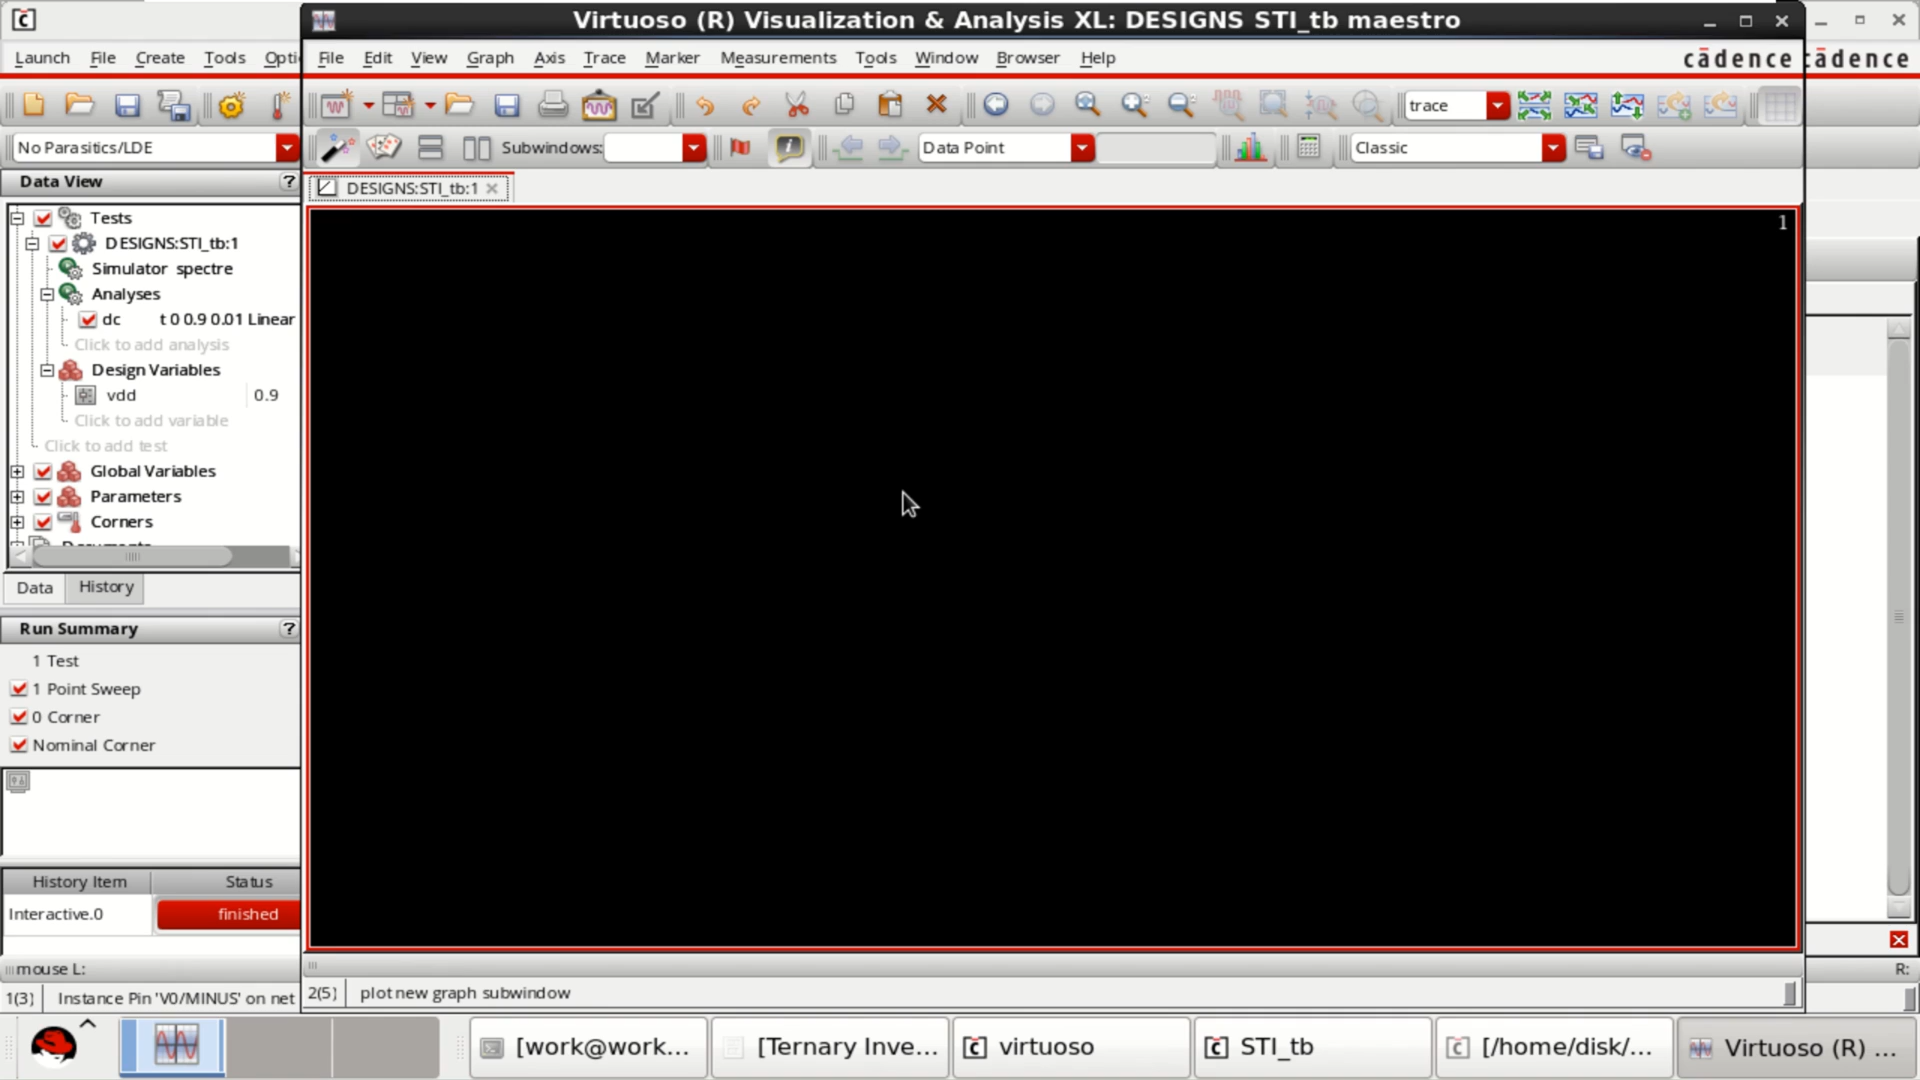 Virtuoso (R) Visualization & Analysis XL: DESIGNS STI_tb maestro
Launch File Create Tools Opti
File Edit View Graph Axis Trace Marker Measurements Tools Window Browser Help
cādence cādence
trace
No Parasitics/LDE
Subwindows:
Data Point
Classic
Data View ?
DESIGNS:STI_tb:1
1
Tests
DESIGNS:STI_tb:1
Simulator spectre
Analyses
dc t 0 0.9 0.01 Linear
Click to add analysis
Design Variables
vdd 0.9
Click to add variable
Click to add test
Global Variables
Parameters
Corners
Data History
Run Summary ?
1 Test
1 Point Sweep
0 Corner
Nominal Corner
History Item Status
Interactive.0 finished
mouse L:
R:
1(3) Instance Pin 'V0/MINUS' on net
2(5) plot new graph subwindow
[work@work...
[Ternary Inve...
virtuoso
STI_tb
[/home/disk/...
Virtuoso (R) ...